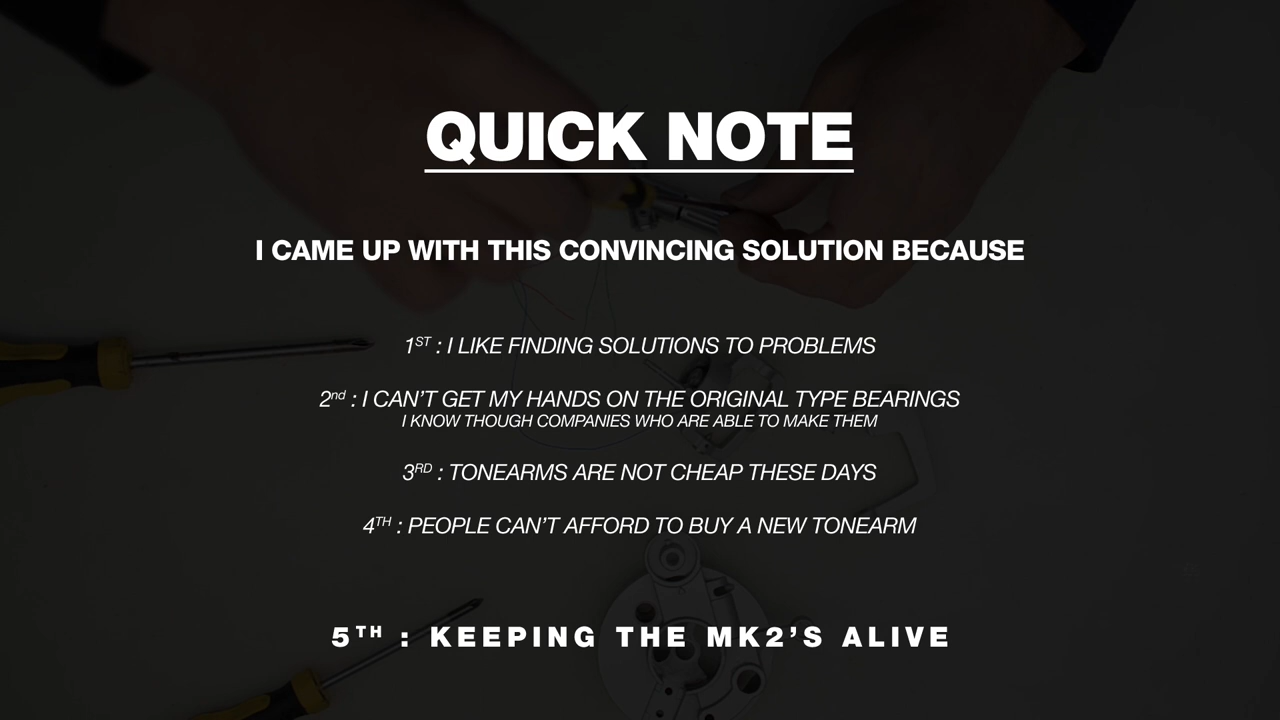 QUICK NOTE
I CAME UP WITH THIS CONVINCING SOLUTION BECAUSE
1ST : I LIKE FINDING SOLUTIONS TO PROBLEMS
2nd : I CAN'T GET MY HANDS ON THE ORIGINAL TYPE BEARINGS
I KNOW THOUGH COMPANIES WHO ARE ABLE TO MAKE THEM
3RD : TONEARMS ARE NOT CHEAP THESE DAYS
4TH : PEOPLE CAN'T AFFORD TO BUY A NEW TONEARM
5TH : KEEPING THE MK2'S ALIVE